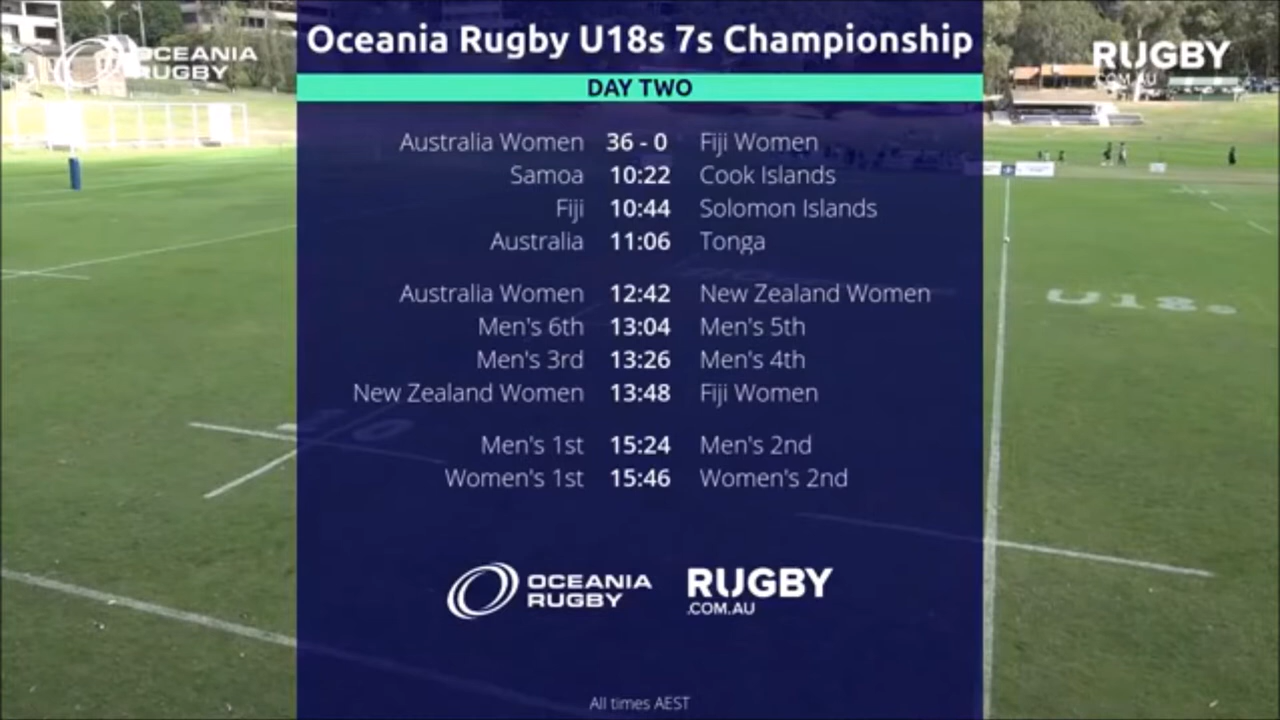 Oceania Rugby U18s 7s Championship
OCEANIA
RUGBY
RUGBY
.COM.AU
DAY TWO
Australia Women 36 - 0 Fiji Women
Samoa 10:22 Cook Islands
Fiji 10:44 Solomon Islands
Australia 11:06 Tonga
Australia Women 12:42 New Zealand Women
Men's 6th 13:04 Men's 5th
Men's 3rd 13:26 Men's 4th
New Zealand Women 13:48 Fiji Women
Men's 1st 15:24 Men's 2nd
Women's 1st 15:46 Women's 2nd
U18s
10
OCEANIA
RUGBY
RUGBY
.COM.AU
All times AEST